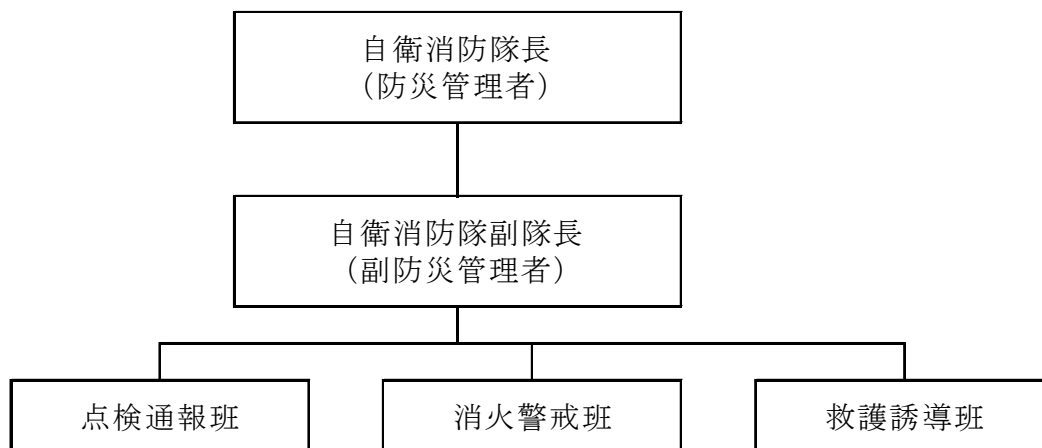 自衛消防隊長
（防災管理者）
自衛消防隊副隊長
（副防災管理者）
点検通報班
消火警戒班
救護誘導班